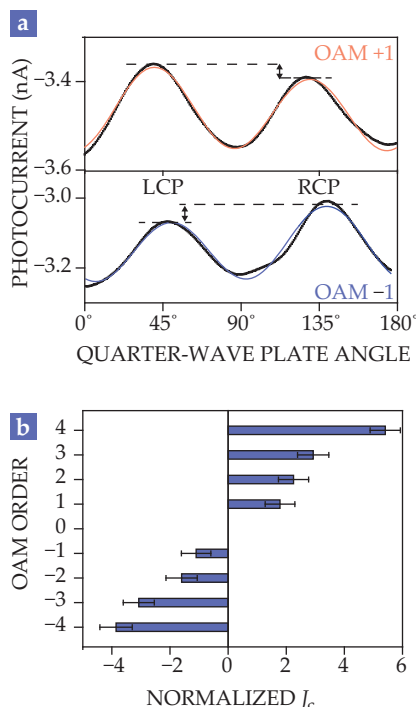 a
OAM +1
PHOTOCURRENT (nA)
−3.4
−3.6
−3.0
−3.2
LCP
RCP
OAM −1
0° 45° 90° 135° 180°
QUARTER-WAVE PLATE ANGLE
b
OAM ORDER
4
3
2
1
0
−1
−2
−3
−4
−4 −2 0 2 4 6
NORMALIZED Jc